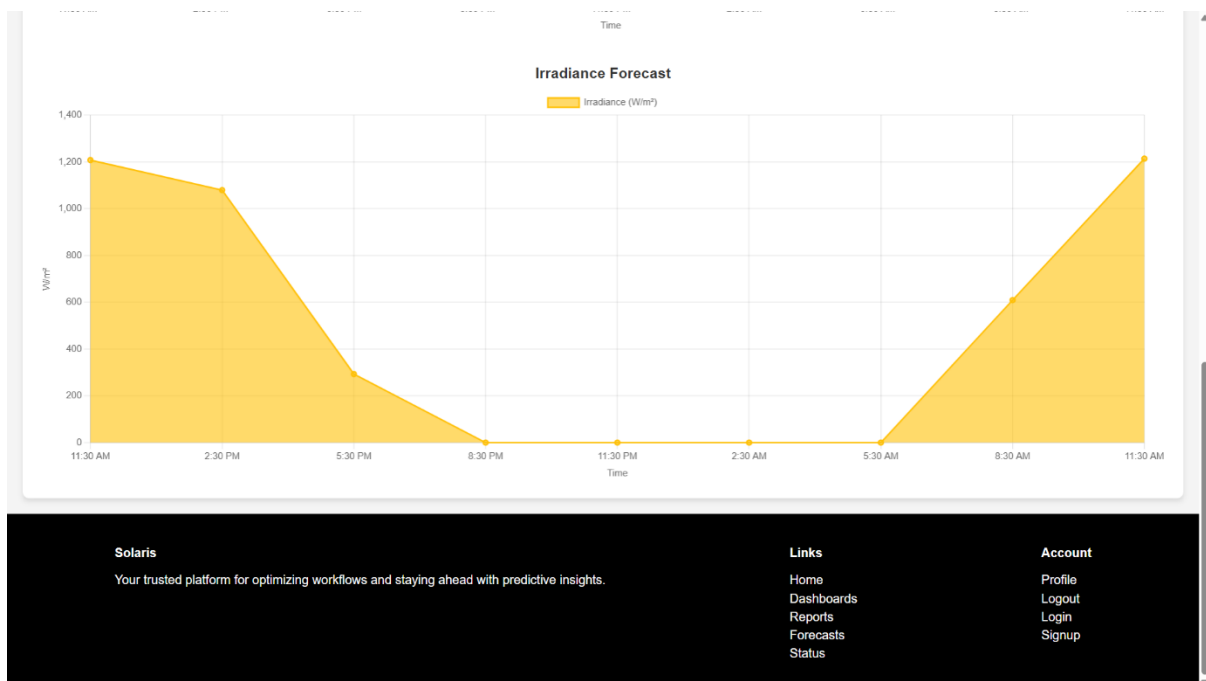 Time
Irradiance Forecast
Irradiance (W/m²)
1,400
1,200
1,000
800
600
400
200
0
W/m²
11:30 AM 2:30 PM 5:30 PM 8:30 PM 11:30 PM 2:30 AM 5:30 AM 8:30 AM 11:30 AM
Time
Solaris
Your trusted platform for optimizing workflows and staying ahead with predictive insights.
Links
Home
Dashboards
Reports
Forecasts
Status
Account
Profile
Logout
Login
Signup